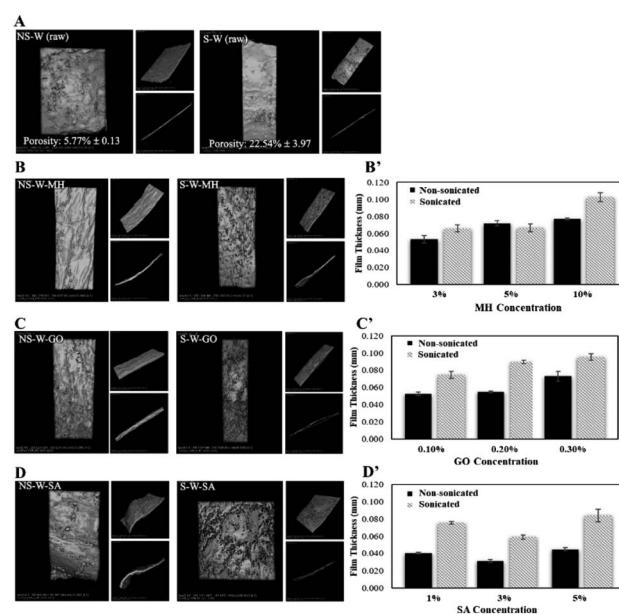 A
NS-W (raw)
S-W (raw)
Porosity: 5.77% ± 0.13
Porosity: 22.54% ± 3.97
B
NS-W-MH
S-W-MH
B’
Film Thickness (mm)
0.120
0.100
0.080
0.060
0.040
0.020
0.000
Non-sonicated
Sonicated
3%
5%
10%
MH Concentration
C
NS-W-GO
S-W-GO
C’
Film Thickness (mm)
0.120
0.100
0.080
0.060
0.040
0.020
0.000
Non-sonicated
Sonicated
0.10%
0.20%
0.30%
GO Concentration
D
NS-W-SA
S-W-SA
D’
Film Thickness (mm)
0.120
0.100
0.080
0.060
0.040
0.020
0.000
Non-sonicated
Sonicated
1%
3%
5%
SA Concentration